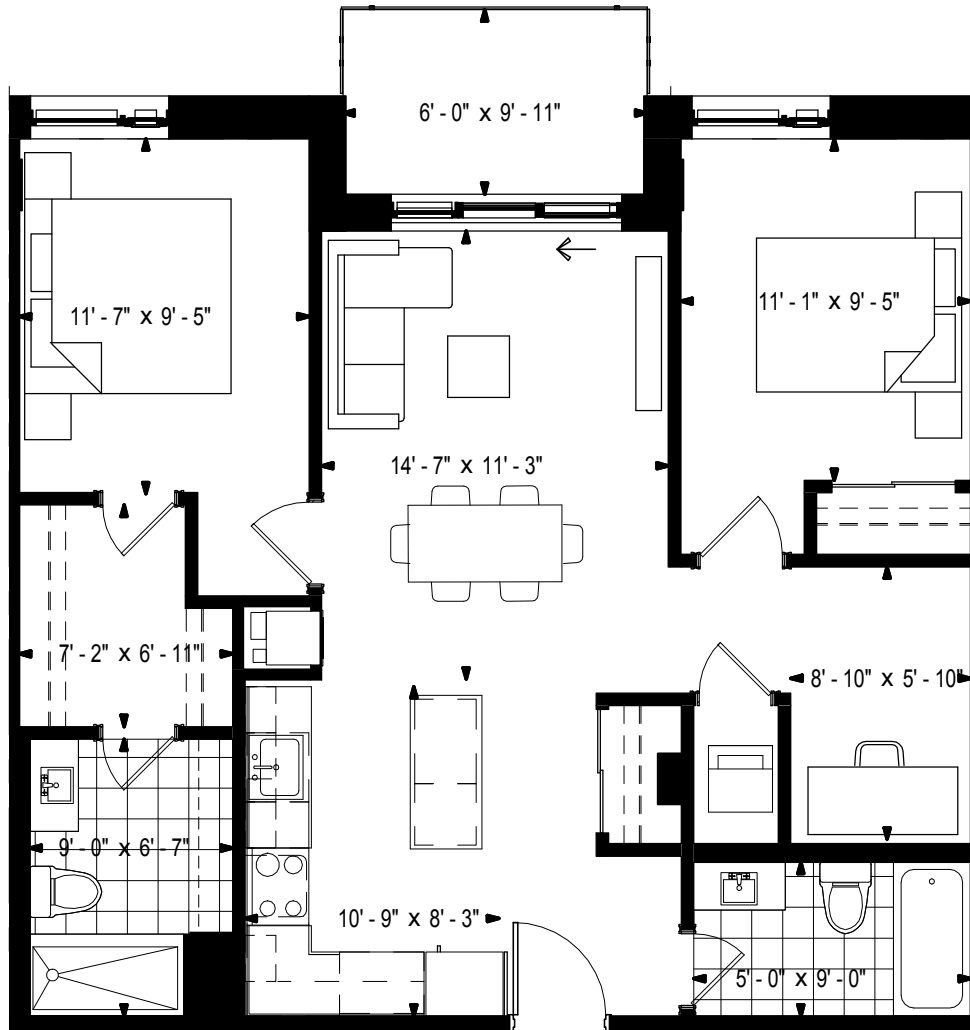 6' - 0" x 9' - 11"
11' - 7" x 9' - 5"
11' - 1" x 9' - 5"
14' - 7" x 11' - 3"
7' - 2" x 6' - 11"
8' - 10" x 5' - 10"
9' - 0" x 6' - 7"
10' - 9" x 8' - 3"
5' - 0" x 9' - 0"